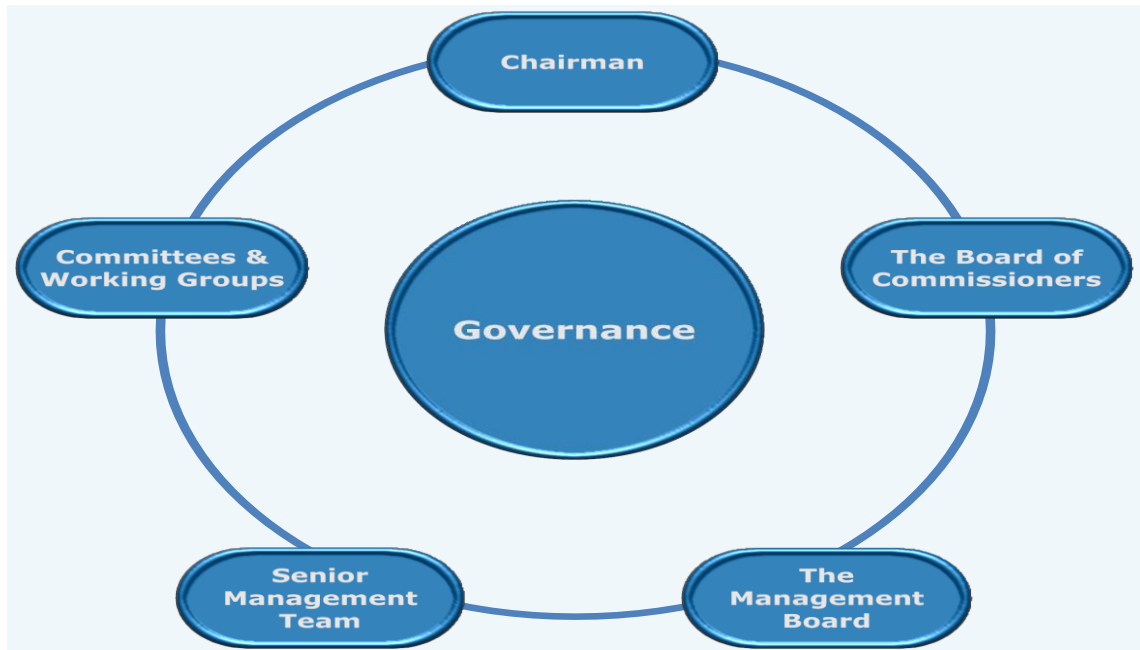 Chairman
Committees &
Working Groups
The Board of
Commissioners
Governance
Senior
Management
Team
The
Management
Board